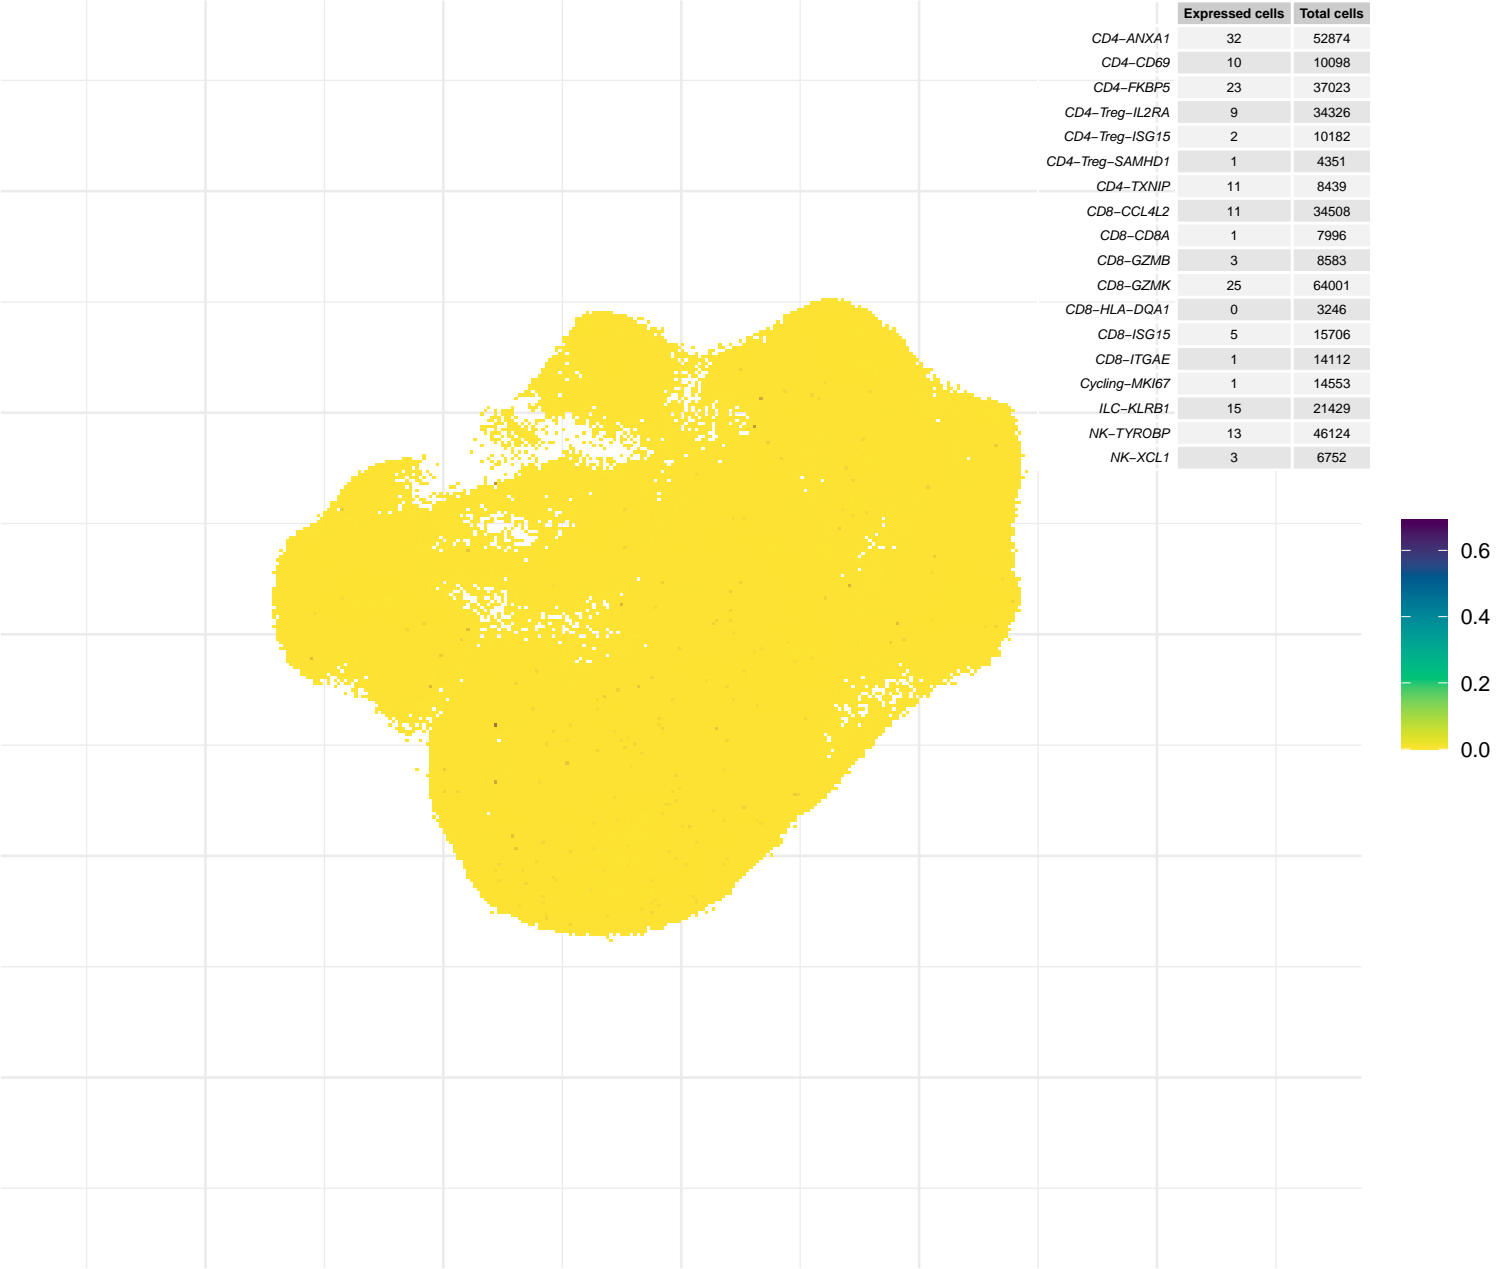 Expressed cells Total cells
CD4−ANXA1 32 52874
CD4−CD69 10 10098
CD4−FKBP5 23 37023
CD4−Treg−IL2RA 9 34326
CD4−Treg−ISG15 2 10182
CD4−Treg−SAMHD1 1 4351
CD4−TXNIP 11 8439
CD8−CCL4L2 11 34508
CD8−CD8A 1 7996
CD8−GZMB 3 8583
CD8−GZMK 25 64001
CD8−HLA−DQA1 0 3246
CD8−ISG15 5 15706
CD8−ITGAE 1 14112
Cycling−MKI67 1 14553
ILC−KLRB1 15 21429
NK−TYROBP 13 46124
NK−XCL1 3 6752
0.6
0.4
0.2
0.0